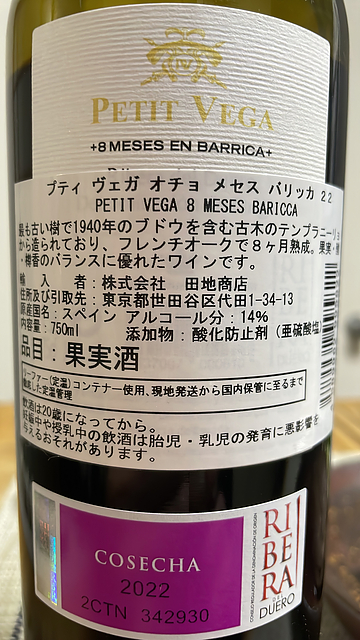 PETIT VEGA
+8 MESES EN BARRICA+
プティ ヴェガ オチョ メセス バリッカ 22
PETIT VEGA 8 MESES BARICCA
最も古い樹で1940年のブドウを含む古木のテンプラニーリョ
から造られており、フレンチオークで8ヶ月熟成。果実・
・樽香のバランスに優れたワインです。
輸入者:株式会社 田地商店
住所及び引取先:東京都世田谷区代田1-34-13
原産国名:スペイン アルコール分:14%
内容量:750ml 添加物:酸化防止剤(亜硫酸塩)
品目:果実酒
リーファー(定温)コンテナー使用、現地発送から国内保管に至るまで
徹底した定温管理
飲酒は20歳になってから。
妊娠中や授乳中の飲酒は胎児・乳児の発育に悪影響を
与えるおそれがあります。
COSECHA
2022
2CTN 342930
RIBERA
DEL
DUERO